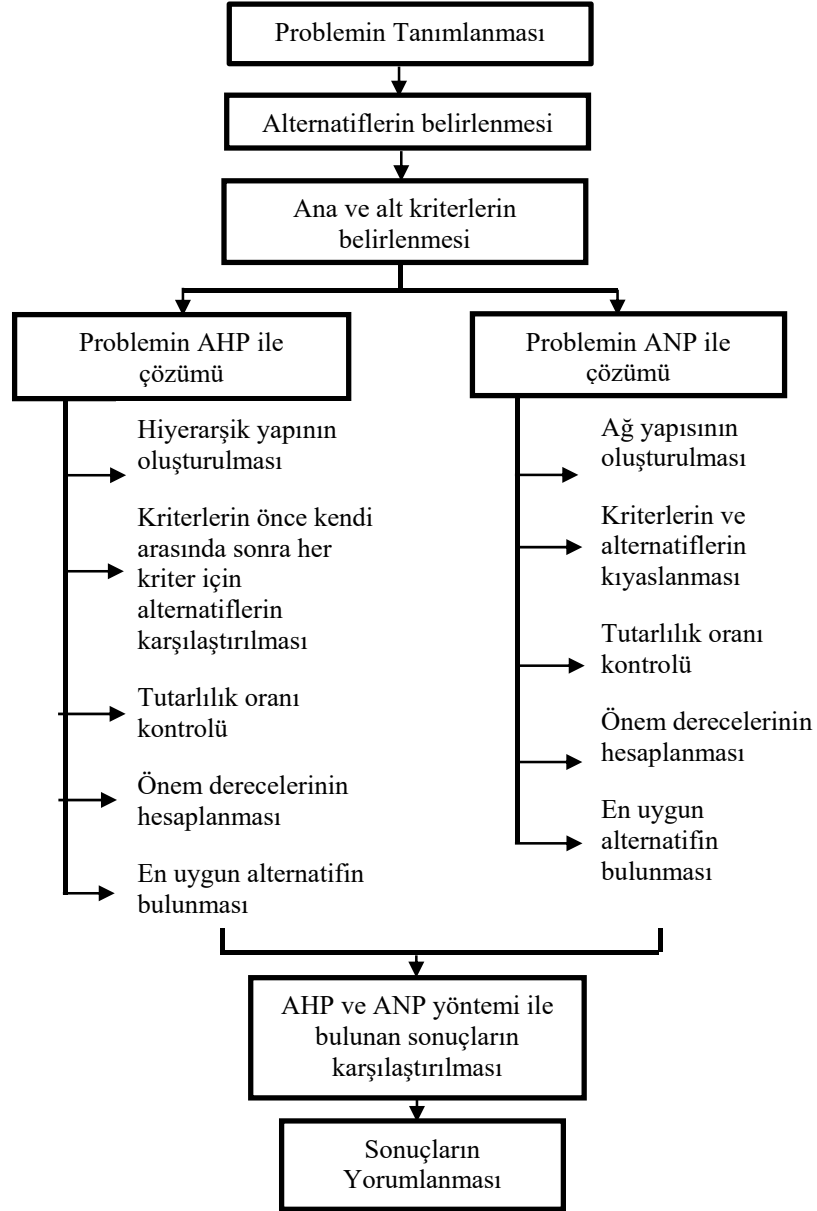 Problemin Tanımlanması
Alternatiflerin belirlenmesi
Ana ve alt kriterlerin
belirlenmesi
Problemin AHP ile
çözümü
Hiyerarşik yapının
oluşturulması
Kriterlerin önce kendi
arasında sonra her
kriter için
alternatiflerin
karşılaştırılması
Tutarlılık oranı
kontrolü
Önem derecelerinin
hesaplanması
En uygun alternatifin
bulunması
Problemin ANP ile
çözümü
Ağ yapısının
oluşturulması
Kriterlerin ve
alternatiflerin
kıyaslanması
Tutarlılık oranı
kontrolü
Önem derecelerinin
hesaplanması
En uygun
alternatifin
bulunması
AHP ve ANP yöntemi ile
bulunan sonuçların
karşılaştırılması
Sonuçların
Yorumlanması